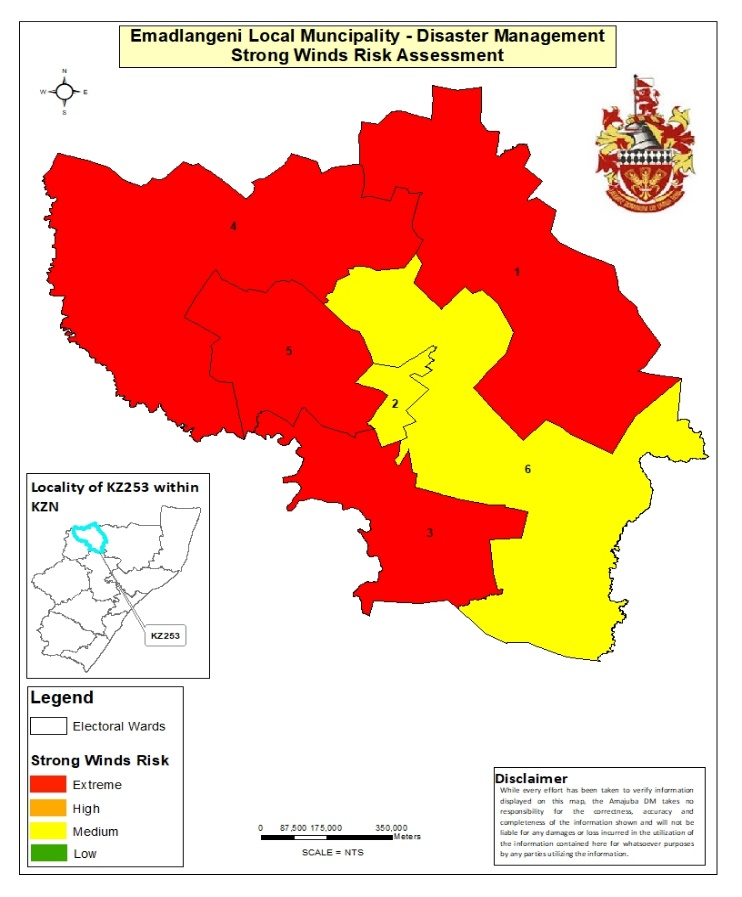 Emadlangeni Local Muncipality - Disaster Management
Strong Winds Risk Assessment
N
W E
S
4
1
5
2
6
3
Locality of KZ253 within
KZN
KZ253
Legend
Electoral Wards
Strong Winds Risk
Extreme
High
Medium
Low
0 87,500 175,000 350,000
Meters
SCALE = NTS
Disclaimer
While every effort has been taken to verify information
displayed on this map, the Amajuba DM takes no
responsibility for the correctness, accuracy and
completeness of the information shown and will not be
liable for any damages or loss incurred in the utilization of
the information contained here for whatsoever purposes
by any parties utilizing the information.